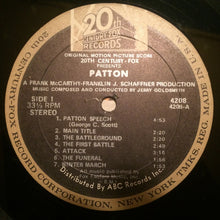 20th
CENTURY-FOX
RECORDS
ORIGINAL MOTION PICTURE SCORE
20TH CENTURY-FOX
PRESENTS
PATTON
A FRANK McCARTHY-FRANKLIN J. SCHAFFNER PRODUCTION
MUSIC COMPOSED AND CONDUCTED BY JERRY GOLDSMITH
SIDE 1
33⅓ RPM
STEREO
4208
4208-A
1 PATTON SPEECH 4:53
(George C. Scott)
2 MAIN TITLE
3 THE BATTLEGROUND
4 THE FIRST BATTLE
5 ATTACK
6 THE FUNERAL
7 WINTER MARCH
Distributed By ABC Records Inc.
20TH CENTURY-FOX RECORD CORPORATION, NEW YORK